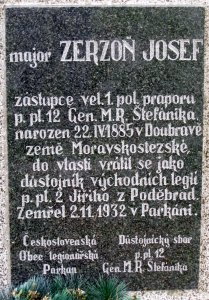 major ZERZOŇ JOSEF
zástupce vel. 1. pol. praporu
p. pl. 12 Gen. M.R. Štefánika,
narozen 22.IV.1885 v Doubravě
země Moravskoslezské,
do vlasti vrátil se jako
důstojník východních legií
p. pl. 2 Jiřího z Poděbrad.
Zemřel 2.11.1932 v Parkáni.
Československá
Obec legionářská
Parkan
Důstojnický sbor
p. pl. 12
Gen. M.R. Štefánika